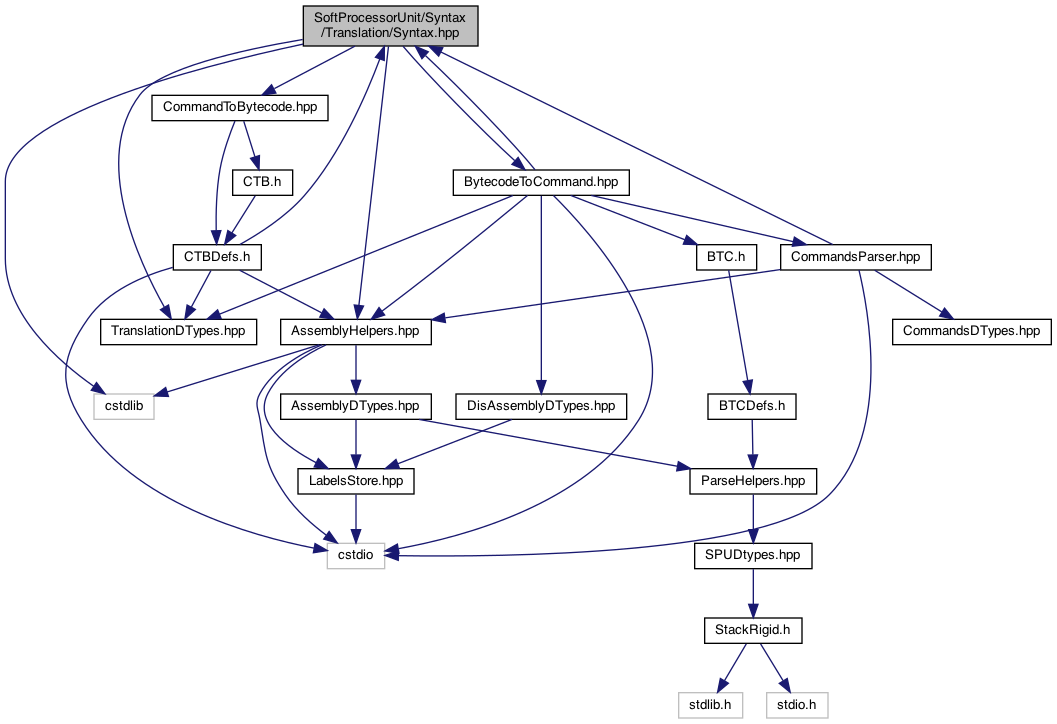 SoftProcessorUnit/Syntax
/Translation/Syntax.hpp
CommandToBytecode.hpp
CTB.h
BytecodeToCommand.hpp
CTBDefs.h
BTC.h
CommandsParser.hpp
TranslationDTypes.hpp
AssemblyHelpers.hpp
CommandsDTypes.hpp
cstdlib
AssemblyDTypes.hpp
DisAssemblyDTypes.hpp
BTCDefs.h
LabelsStore.hpp
ParseHelpers.hpp
cstdio
SPUDtypes.hpp
StackRigid.h
stdlib.h
stdio.h